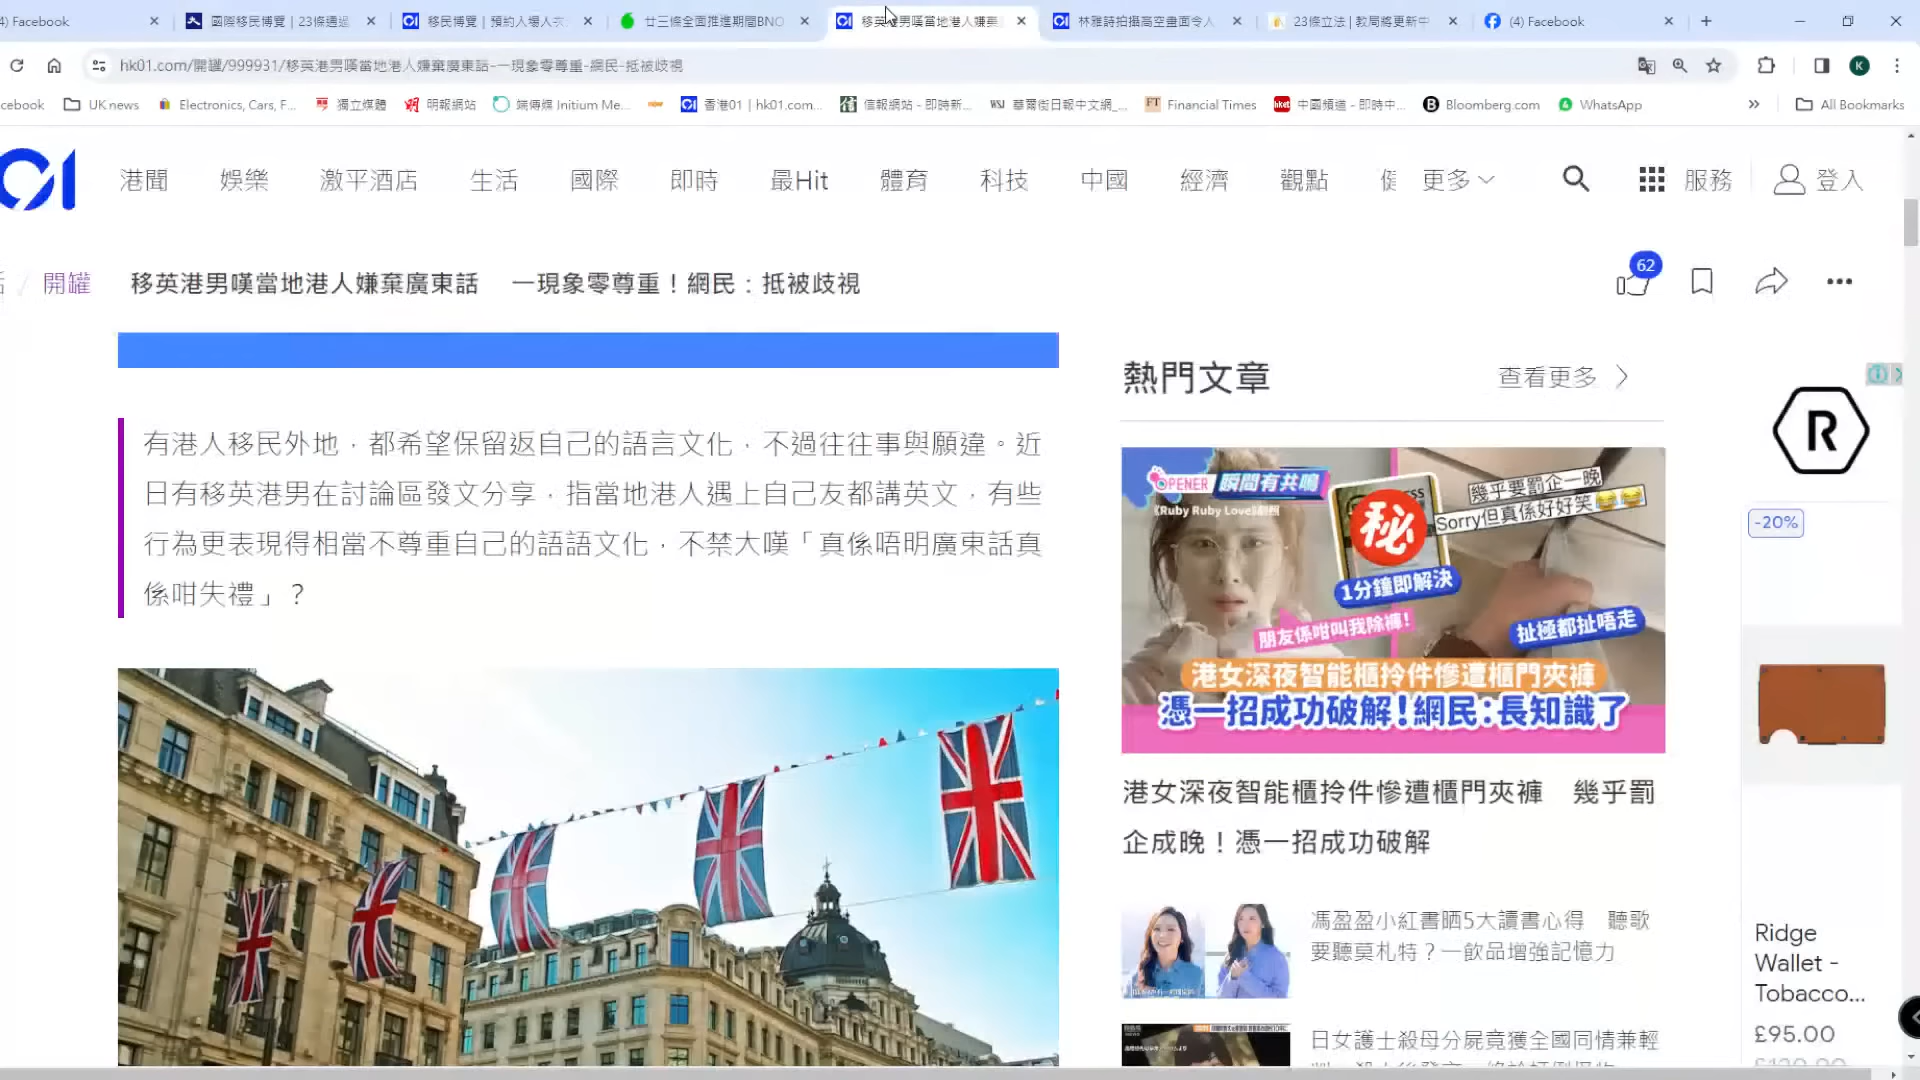 ) Facebook
國際移民博覽 | 23條通過
移民博覽 | 預約入場人次
廿三條全面推進期間BNO
移英港男嘆當地港人嫌棄
林雅詩拍攝高空畫面令人
23條立法 | 教局將更新中
(4) Facebook
hk01.com/開罐/999931/移英港男嘆當地港人嫌棄廣東話-一現象零尊重-網民-抵被歧視
K
cebook
UK news
Electronics, Cars, F...
獨立媒體
明報網站
端傳媒 Initium Me...
香港01 | hk01.com...
信報網站 - 即時新...
WSJ
華爾街日報中文網_...
FT
Financial Times
hket
中國頻道 - 即時中...
B
Bloomberg.com
WhatsApp
»
All Bookmarks
01
港聞
娛樂
激平酒店
生活
國際
即時
最Hit
體育
科技
中國
經濟
觀點
更多
服務
登入
/
開罐
移英港男嘆當地港人嫌棄廣東話 一現象零尊重！網民：抵被歧視
62
有港人移民外地，都希望保留返自己的語言文化，不過往往事與願違。近
日有移英港男在討論區發文分享，指當地港人遇上自己友都講英文，有些
行為更表現得相當不尊重自己的語語文化，不禁大嘆「真係唔明廣東話真
係咁失禮」？
熱門文章
查看更多
OPENER 瞬間有共鳴
《Ruby Ruby Love》劇照
秘
幾乎要罰企一晚
Sorry但真係好好笑
1分鐘即解決
朋友係咁叫我除褲！
扯極都扯唔走
港女深夜智能櫃拎件慘遭櫃門夾褲
憑一招成功破解！網民：長知識了
港女深夜智能櫃拎件慘遭櫃門夾褲 幾乎罰
企成晚！憑一招成功破解
馮盈盈小紅書晒5大讀書心得 聽歌
要聽莫札特？一飲品增強記憶力
日女護士殺母分屍竟獲全國同情兼輕
R
-20%
Ridge
Wallet -
Tobacco...
£95.00